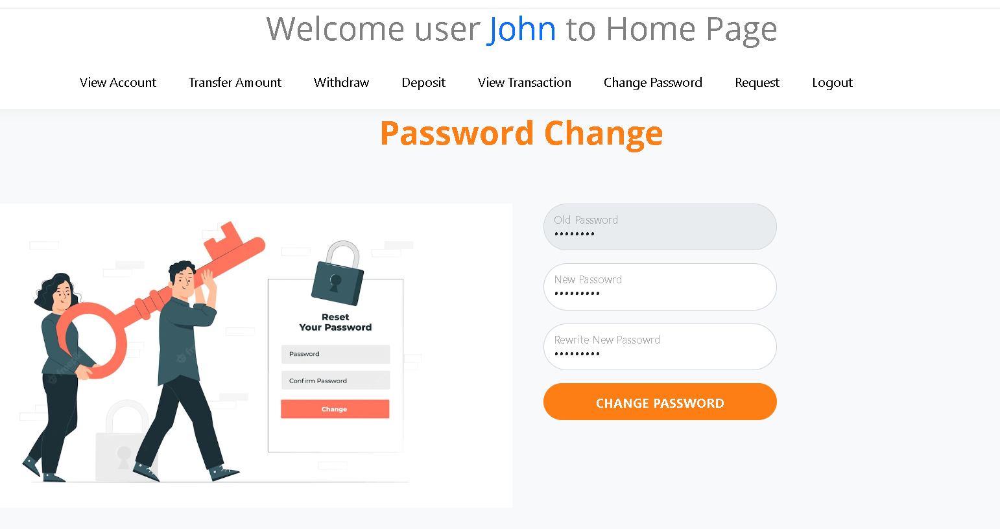 Welcome user John to Home Page
View Account Transfer Amount Withdraw Deposit View Transaction Change Password Request Logout
Password Change
Reset
Your Password
Password
Confirm Password
Change
Old Password
••••••••
New Passowrd
•••••••••
Rewrite New Passowrd
•••••••••
CHANGE PASSWORD